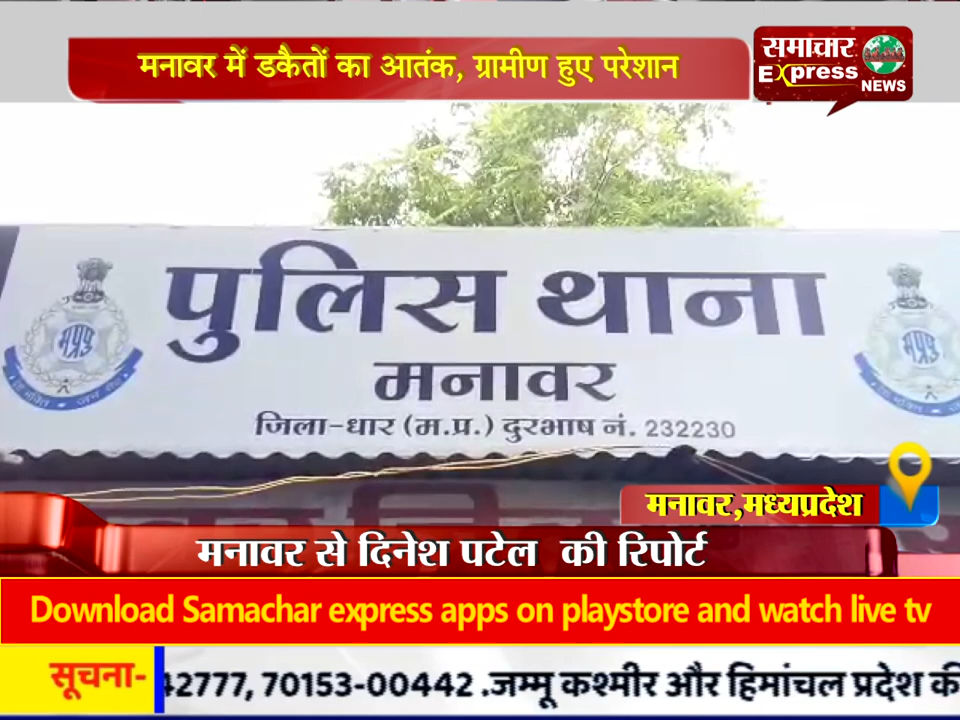 मनावर में डकैतों का आतंक, ग्रामीण हुए परेशान
समाचार
Express
NEWS
पुलिस थाना
मनावर
जिला-धार (म.प्र.) दुरभाष नं. 232230
मनावर,मध्यप्रदेश
मनावर से दिनेश पटेल की रिपोर्ट
Download Samachar express apps on playstore and watch live tv
सूचना- 42777, 70153-00442 .जम्मू कश्मीर और हिमांचल प्रदेश की